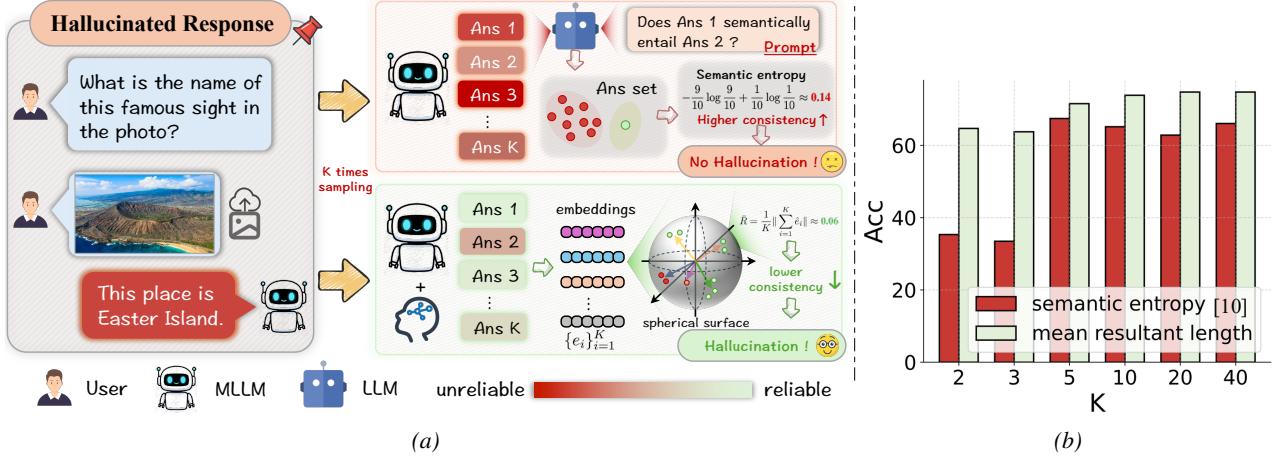 Hallucinated Response
What is the name of
this famous sight in
the photo?
This place is
Easter Island.
K times
sampling
Ans 1
Ans 2
Ans 3
⋮
Ans K
Does Ans 1 semantically
entail Ans 2 ?
Prompt
Ans set
Semantic entropy
−9/10 log 9/10 + 1/10 log 1/10 ≈ 0.14
Higher consistency ↑
No Hallucination !
Ans 1
Ans 2
Ans 3
⋮
Ans K
+
embeddings
⋮
{e_i}_{i=1}^K
spherical surface
R̄ = 1/K ‖∑_{i=1}^K ê_i‖ ≈ 0.06
lower
consistency ↓
Hallucination !
User
MLLM
LLM
unreliable
reliable
(a)
Acc
60
40
20
0
semantic entropy [10]
mean resultant length
2 3 5 10 20 40
K
(b)